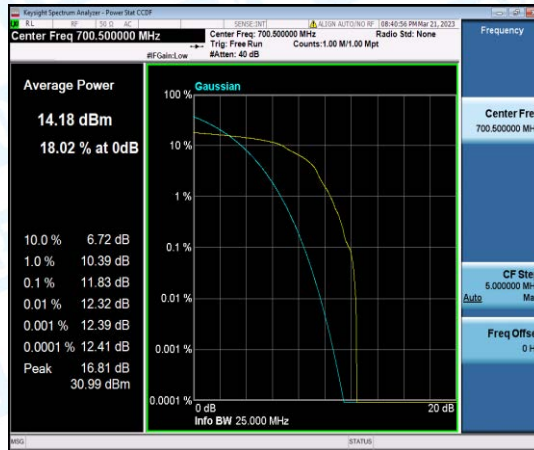 Keysight Spectrum Analyzer - Power Stat CCDF
RL RF 50 Ω AC SENSE:INT ALIGN AUTO/NO RF 08:40:56 PM Mar 21, 2023
Center Freq 700.500000 MHz
Center Freq: 700.500000 MHz Radio Std: None
Trig: Free Run Counts:1.00 M/1.00 Mpt
#IFGain:Low #Atten: 40 dB
Frequency
Average Power
14.18 dBm
18.02 % at 0dB
10.0 % 6.72 dB
1.0 % 10.39 dB
0.1 % 11.83 dB
0.01 % 12.32 dB
0.001 % 12.39 dB
0.0001 % 12.41 dB
Peak 16.81 dB
30.99 dBm
Gaussian
100 %
10 %
1 %
0.1 %
0.01 %
0.001 %
0.0001 %
0 dB 20 dB
Info BW 25.000 MHz
Center Fre
700.500000 MH
CF Ste
5.000000 MH
Auto Ma
Freq Offse
0 H
MSG STATUS